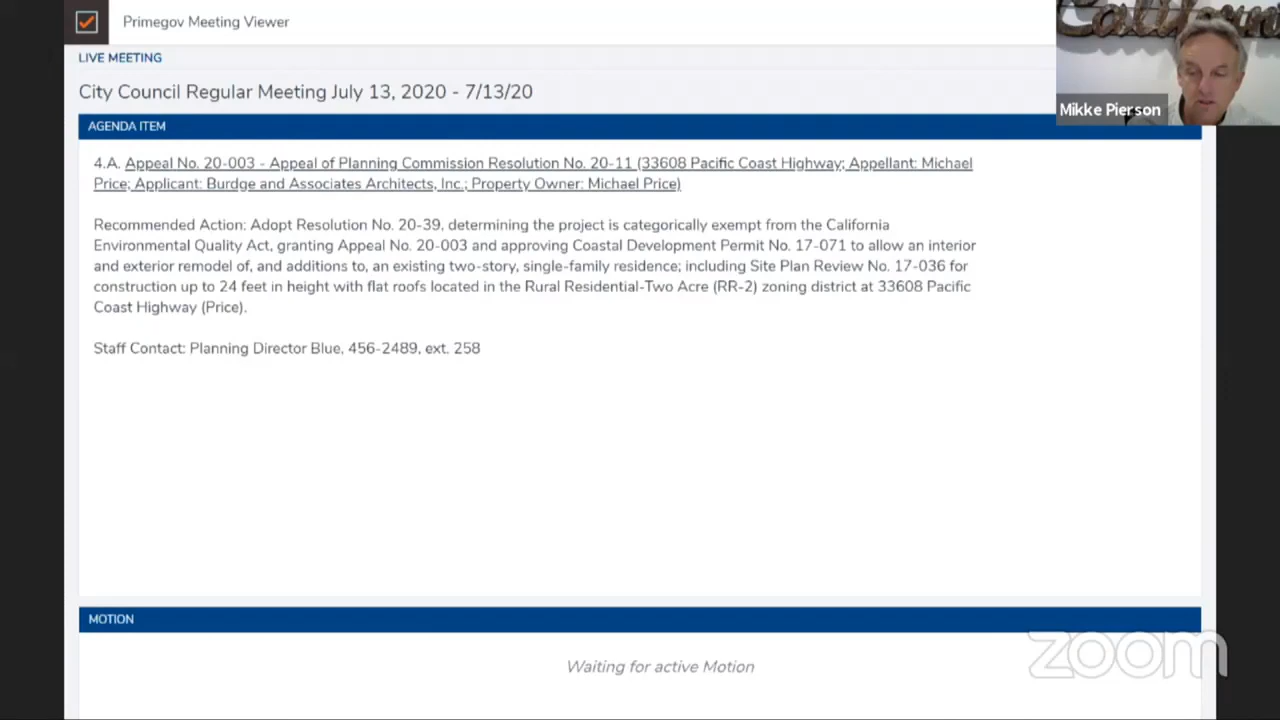 Primegov Meeting Viewer
California
LIVE MEETING
City Council Regular Meeting July 13, 2020 - 7/13/20
Mikke Pierson
AGENDA ITEM
4.A. Appeal No. 20-003 - Appeal of Planning Commission Resolution No. 20-11 (33608 Pacific Coast Highway; Appellant: Michael
Price; Applicant: Burdge and Associates Architects, Inc.; Property Owner: Michael Price)
Recommended Action: Adopt Resolution No. 20-39, determining the project is categorically exempt from the California
Environmental Quality Act, granting Appeal No. 20-003 and approving Coastal Development Permit No. 17-071 to allow an interior
and exterior remodel of, and additions to, an existing two-story, single-family residence; including Site Plan Review No. 17-036 for
construction up to 24 feet in height with flat roofs located in the Rural Residential-Two Acre (RR-2) zoning district at 33608 Pacific
Coast Highway (Price).
Staff Contact: Planning Director Blue, 456-2489, ext. 258
MOTION
Waiting for active Motion
zoom